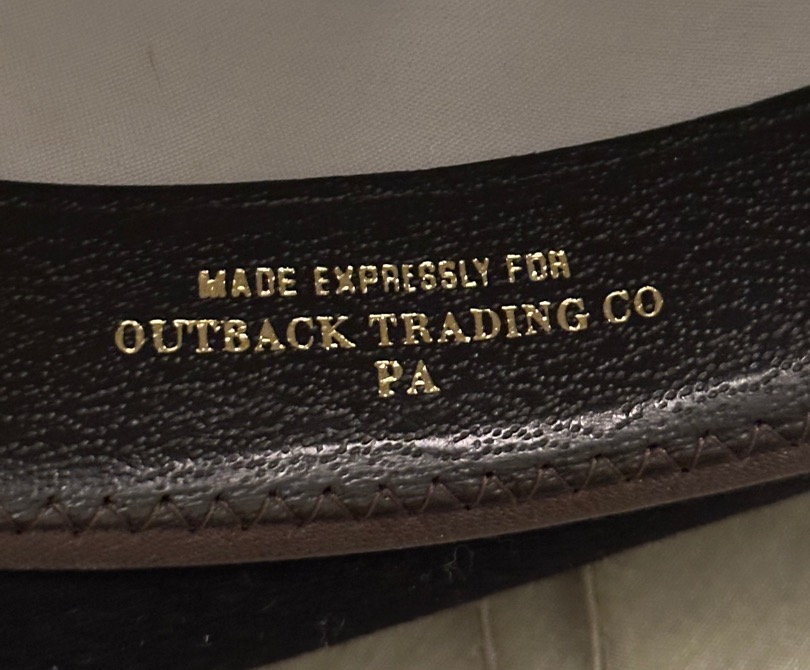 MADE EXPRESSLY FOR
OUTBACK TRADING CO
PA